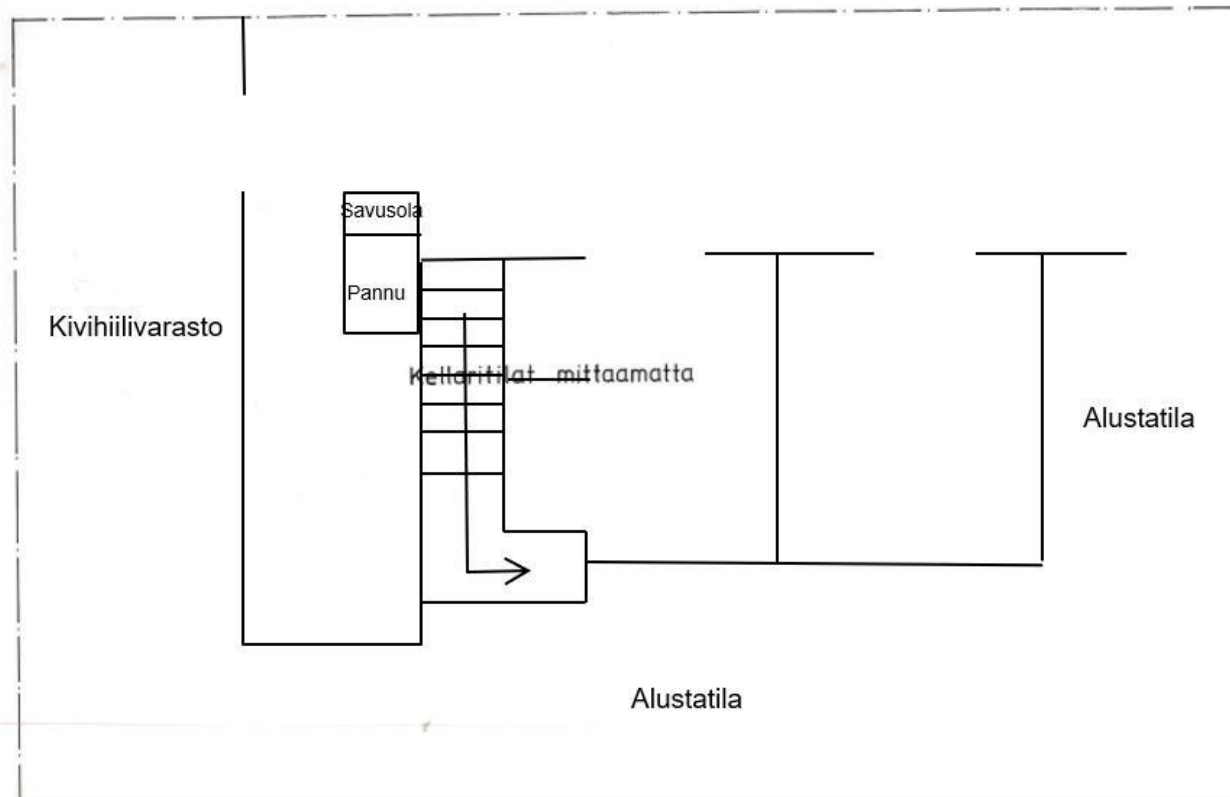 Savusola
Pannu
Kivihiilivarasto
Kellaritilat mittaamatta
Alustatila
Alustatila